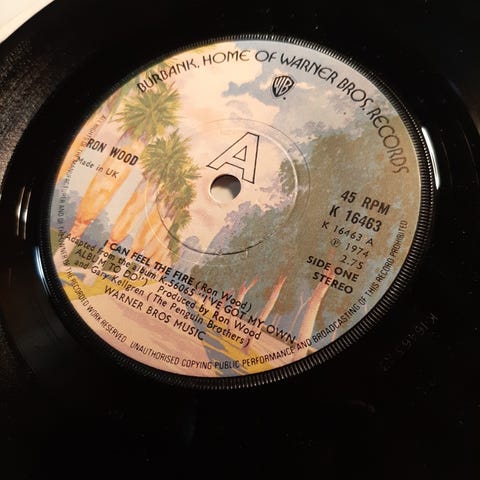 BURBANK, HOME OF WARNER BROS. RECORDS
WB
RON WOOD
Made in UK
A
45 RPM
K 16463
K 16463 A
℗ 1974
2.75
SIDE ONE
STEREO
I CAN FEEL THE FIRE (Ron Wood)
(Adapted from the album K 56065 "I'VE GOT MY OWN
ALBUM TO DO") Produced by Ron Wood
and Gary Kellgren (The Penguin Brothers)
WARNER BROS MUSIC
WORK RESERVED. UNAUTHORISED COPYING PUBLIC PERFORMANCE AND BROADCASTING OF THIS RECORD PROHIBITED